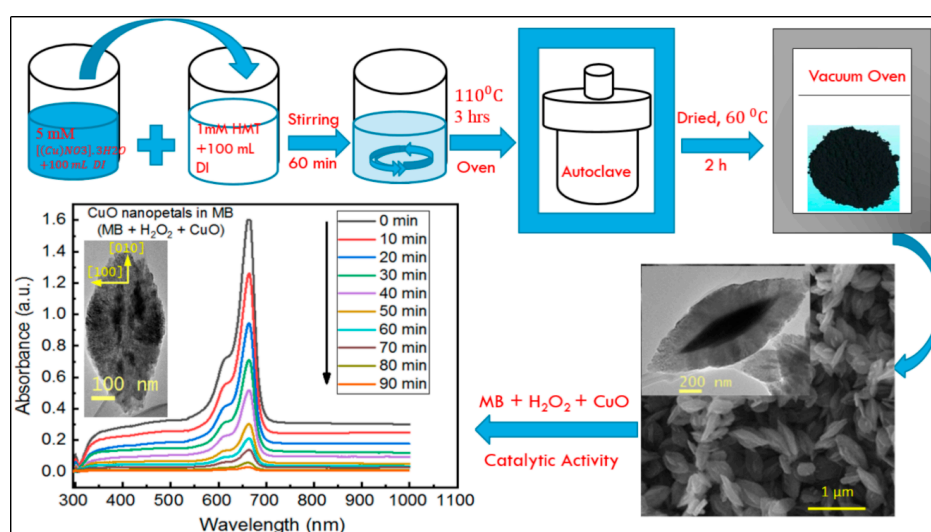 5 mM
[(Cu)NO3].3H2O
+100 mL DI
1mM HMT
+100 mL
DI
Stirring
60 min
110⁰C
3 hrs
Oven
Autoclave
Dried, 60 ⁰C
2 h
Vacuum Oven
CuO nanopetals in MB
(MB + H₂O₂ + CuO)
[010]
[100]
100 nm
0 min
10 min
20 min
30 min
40 min
50 min
60 min
70 min
80 min
90 min
Absorbance (a.u.)
1.6
1.4
1.2
1.0
0.8
0.6
0.4
0.2
0.0
300 400 500 600 700 800 900 1000 1100
Wavelength (nm)
MB + H₂O₂ + CuO
Catalytic Activity
200 nm
1 μm